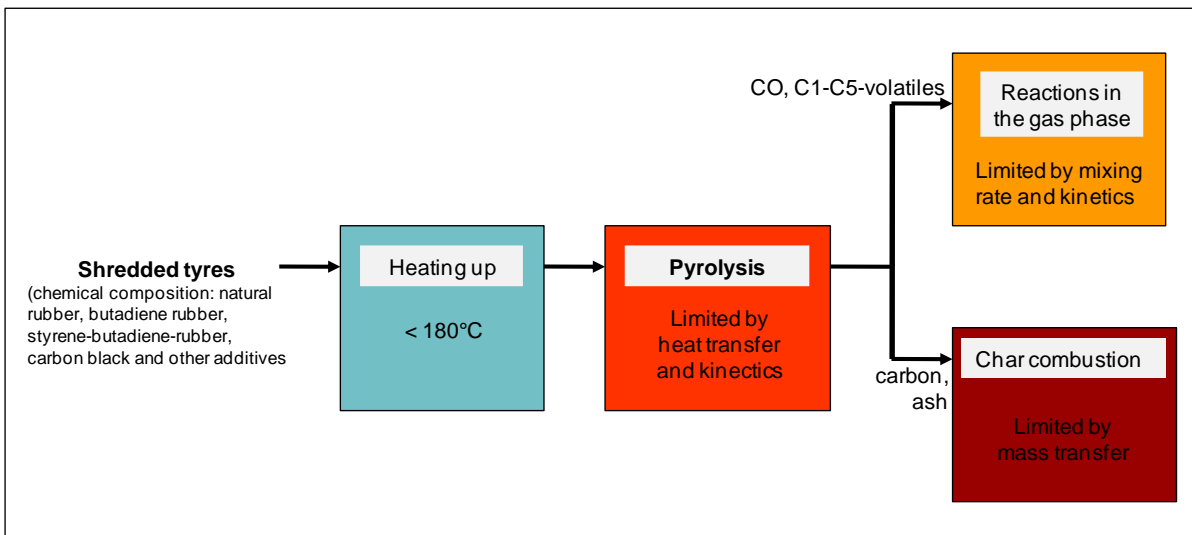 Shredded tyres
(chemical composition: natural
rubber, butadiene rubber,
styrene-butadiene-rubber,
carbon black and other additives
Heating up
< 180°C
Pyrolysis
Limited by
heat transfer
and kinectics
CO, C1-C5-volatiles
Reactions in
the gas phase
Limited by mixing
rate and kinetics
carbon,
ash
Char combustion
Limited by
mass transfer